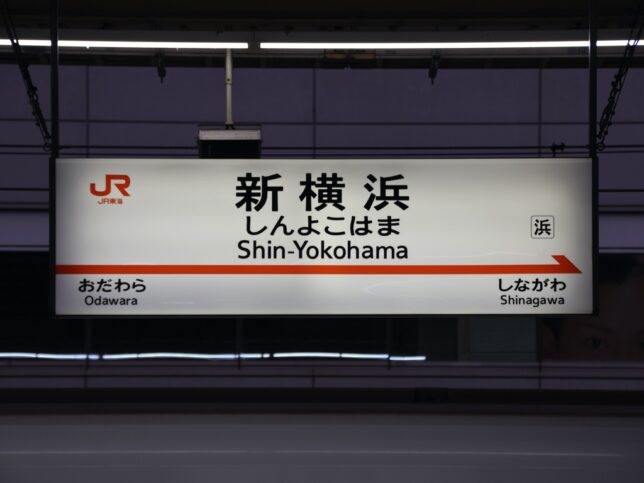 JR
JR東海
新横浜
しんよこはま
Shin-Yokohama
浜
おだわら
Odawara
しながわ
Shinagawa